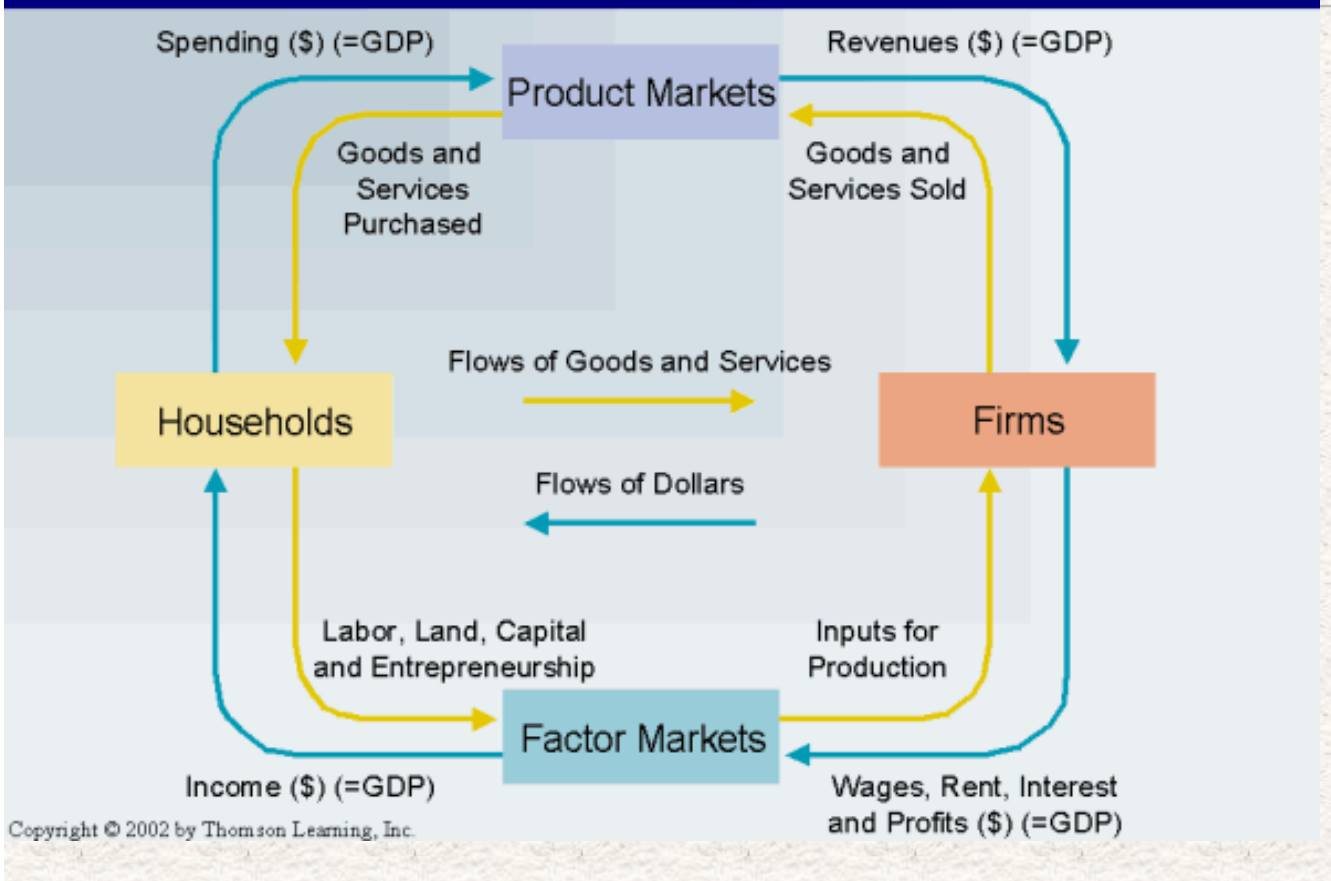 Spending ($) (=GDP)
Revenues ($) (=GDP)
Product Markets
Goods and
Services
Purchased
Goods and
Services Sold
Flows of Goods and Services
Households
Firms
Flows of Dollars
Labor, Land, Capital
and Entrepreneurship
Inputs for
Production
Factor Markets
Income ($) (=GDP)
Wages, Rent, Interest
and Profits ($) (=GDP)
Copyright © 2002 by Thomson Learning, Inc.